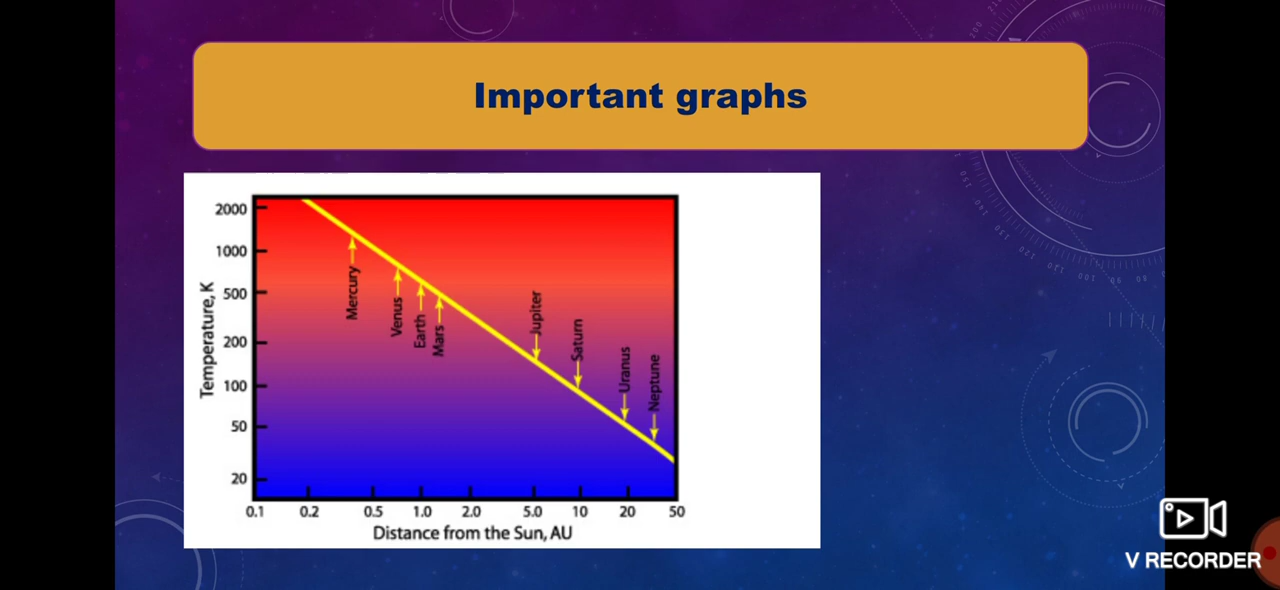 Important graphs
2000
1000
500
200
100
50
20
Temperature,K
Mercury
Venus
Earth
Mars
Jupiter
Saturn
Uranus
Neptune
0.1 0.2 0.5 1.0 2.0 5.0 10 20 50
Distance from the Sun, AU
V RECORDER